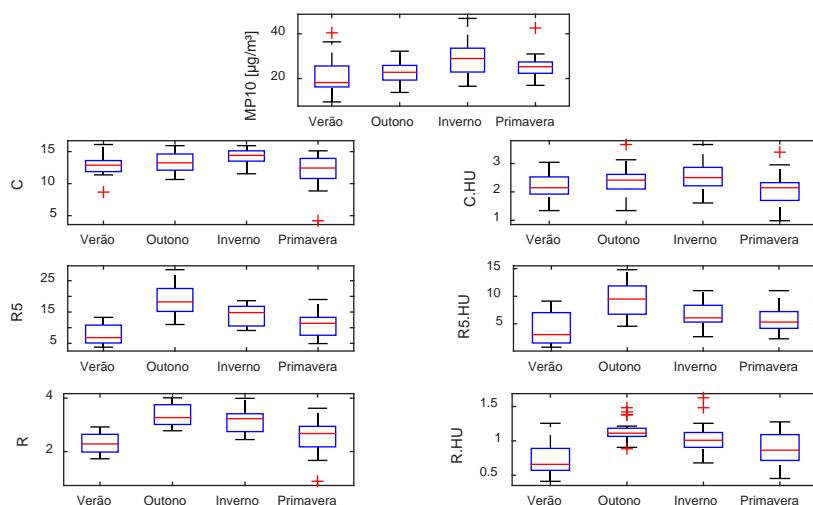 MP10 [µg/m³]
40
20
Verão Outono Inverno Primavera
C
15
10
5
Verão Outono Inverno Primavera
C.HU
3
2
1
Verão Outono Inverno Primavera
R5
25
15
5
Verão Outono Inverno Primavera
R5.HU
15
10
5
Verão Outono Inverno Primavera
R
4
2
Verão Outono Inverno Primavera
R.HU
1.5
1
0.5
Verão Outono Inverno Primavera